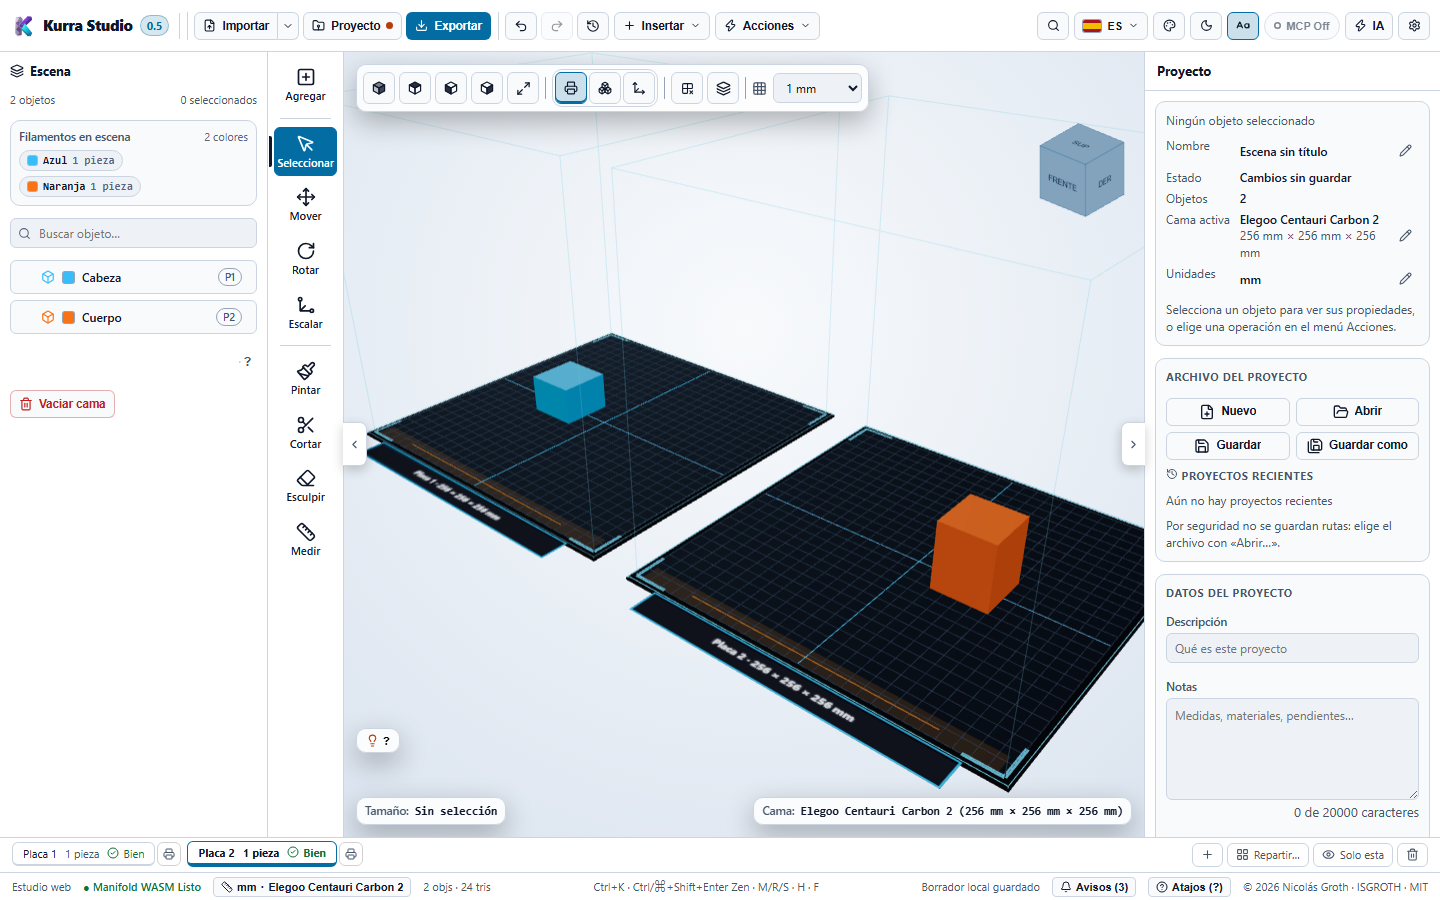 Kurra Studio 0.5
Importar
Proyecto
Exportar
Insertar
Acciones
ES
Aa
MCP Off
IA
Escena
2 objetos 0 seleccionados
Filamentos en escena 2 colores
Azul 1 pieza
Naranja 1 pieza
Buscar objeto...
Cabeza P1
Cuerpo P2
?
Vaciar cama
Agregar
Seleccionar
Mover
Rotar
Escalar
Pintar
Cortar
Esculpir
Medir
1 mm
SUP
FRENTE
DER
Placa 1 · 256 × 256 × 256 mm
Placa 2 · 256 × 256 × 256 mm
?
Tamaño: Sin selección
Cama: Elegoo Centauri Carbon 2 (256 mm × 256 mm × 256 mm)
Proyecto
Ningún objeto seleccionado
Nombre Escena sin título
Estado Cambios sin guardar
Objetos 2
Cama activa Elegoo Centauri Carbon 2
256 mm × 256 mm × 256
mm
Unidades mm
Selecciona un objeto para ver sus propiedades,
o elige una operación en el menú Acciones.
ARCHIVO DEL PROYECTO
Nuevo
Abrir
Guardar
Guardar como
PROYECTOS RECIENTES
Aún no hay proyectos recientes
Por seguridad no se guardan rutas: elige el
archivo con «Abrir...».
DATOS DEL PROYECTO
Descripción
Qué es este proyecto
Notas
Medidas, materiales, pendientes...
0 de 20000 caracteres
Placa 1 1 pieza Bien
Placa 2 1 pieza Bien
Repartir...
Solo esta
Estudio web
Manifold WASM Listo
mm · Elegoo Centauri Carbon 2
2 objs · 24 tris
Ctrl+K · Ctrl/⌘+Shift+Enter Zen · M/R/S · H · F
Borrador local guardado
Avisos (3)
Atajos (?)
© 2026 Nicolás Groth · ISGROTH · MIT